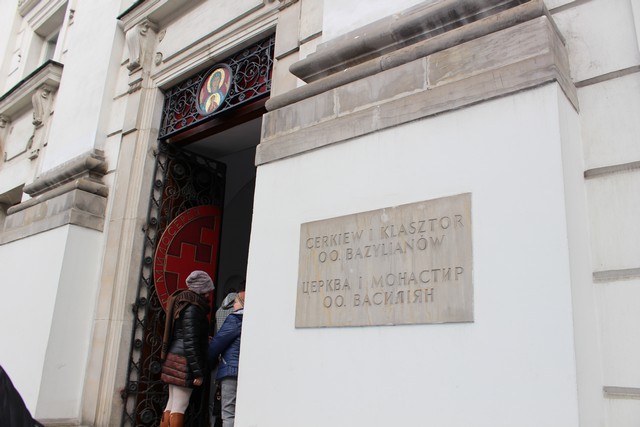 CERKIEW I KLASZTOR
OO. BAZYLIANÓW
ЦЕРКВА І МОНАСТИР
ОО. ВАСИЛІЯН